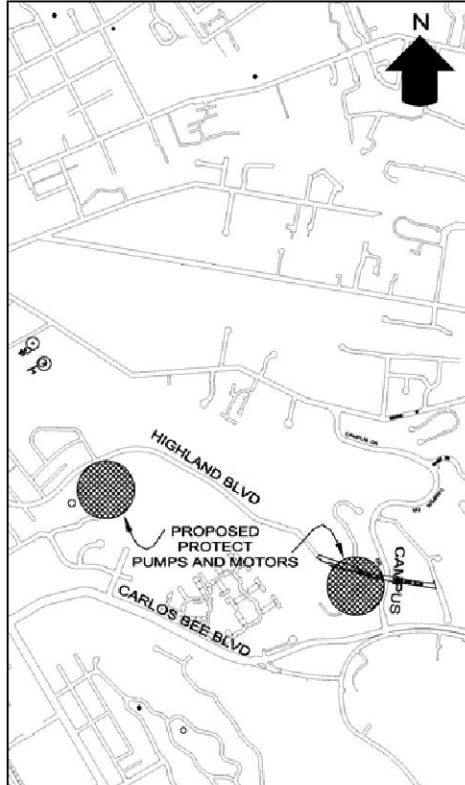 N
HIGHLAND BLVD
CAMPUS DR
PROPOSED
PROTECT
PUMPS AND MOTORS
CAMPUS
CARLOS BEE BLVD